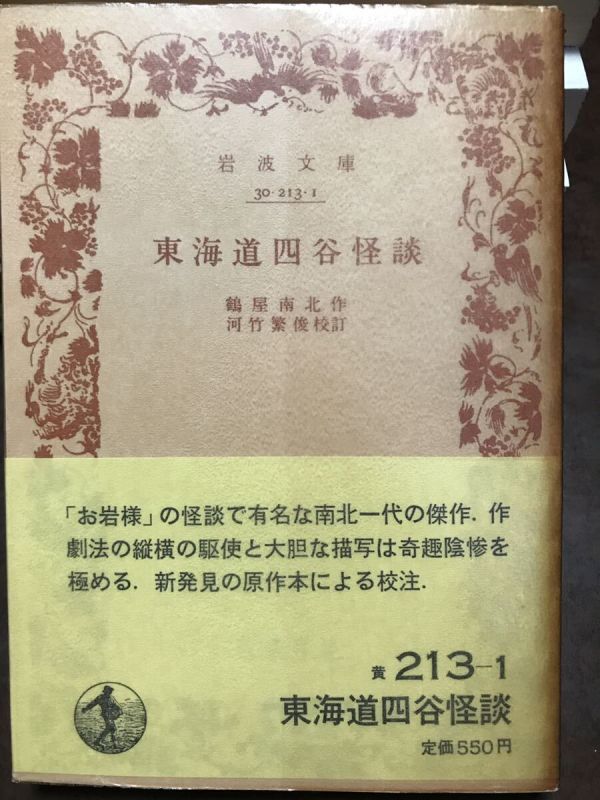 岩波文庫
30-213-1
東海道四谷怪談
鶴屋南北作
河竹繁俊校訂
「お岩様」の怪談で有名な南北一代の傑作．作
劇法の縦横の駆使と大胆な描写は奇趣陰惨を
極める．新発見の原作本による校注．
黄 213-1
東海道四谷怪談
定価550円